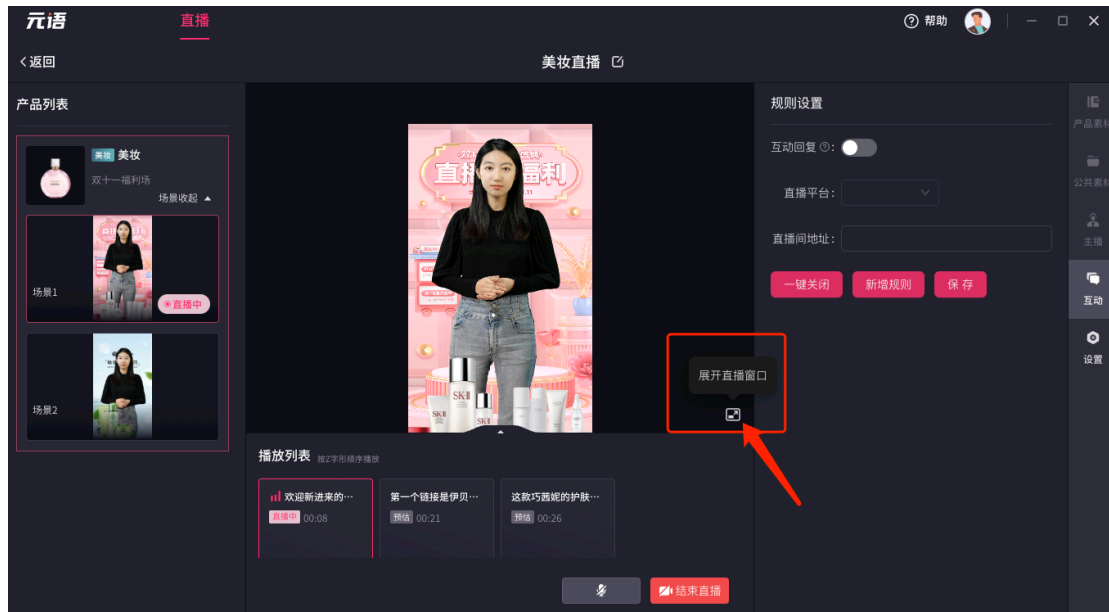 元语
直播
帮助
<返回
美妆直播
产品列表
美妆 美妆
双十一福利场
场景收起
场景1
直播中
场景2
直播福利
SK-II
SK-II
SK-II
展开直播窗口
播放列表 按Z字形顺序播放
欢迎新进来的…
直播中 00:08
第一个链接是伊贝…
预估 00:21
这款巧茜妮的护肤…
预估 00:26
结束直播
规则设置
互动回复 ?:
直播平台:
直播间地址:
一键关闭
新增规则
保存
产品素材
公共素材
主播
互动
设置